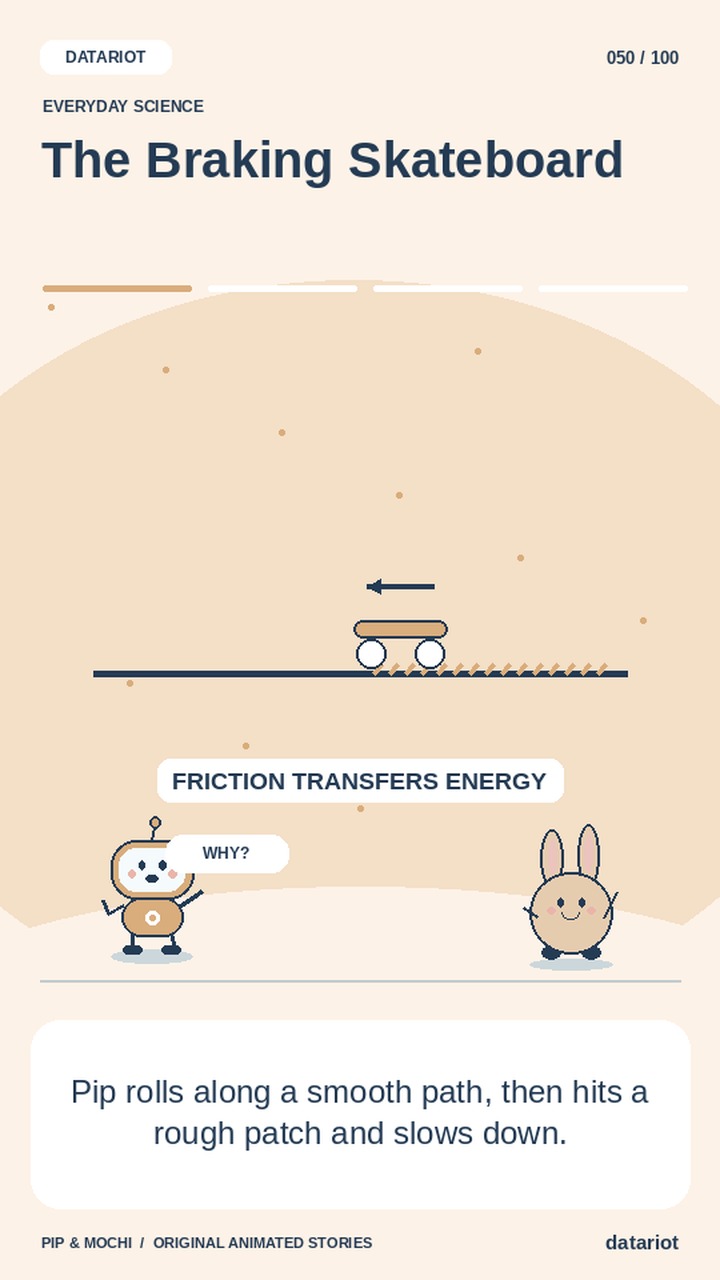 DATARIOT
050 / 100
EVERYDAY SCIENCE
The Braking Skateboard
FRICTION TRANSFERS ENERGY
WHY?
Pip rolls along a smooth path, then hits a
rough patch and slows down.
PIP & MOCHI / ORIGINAL ANIMATED STORIES
datariot